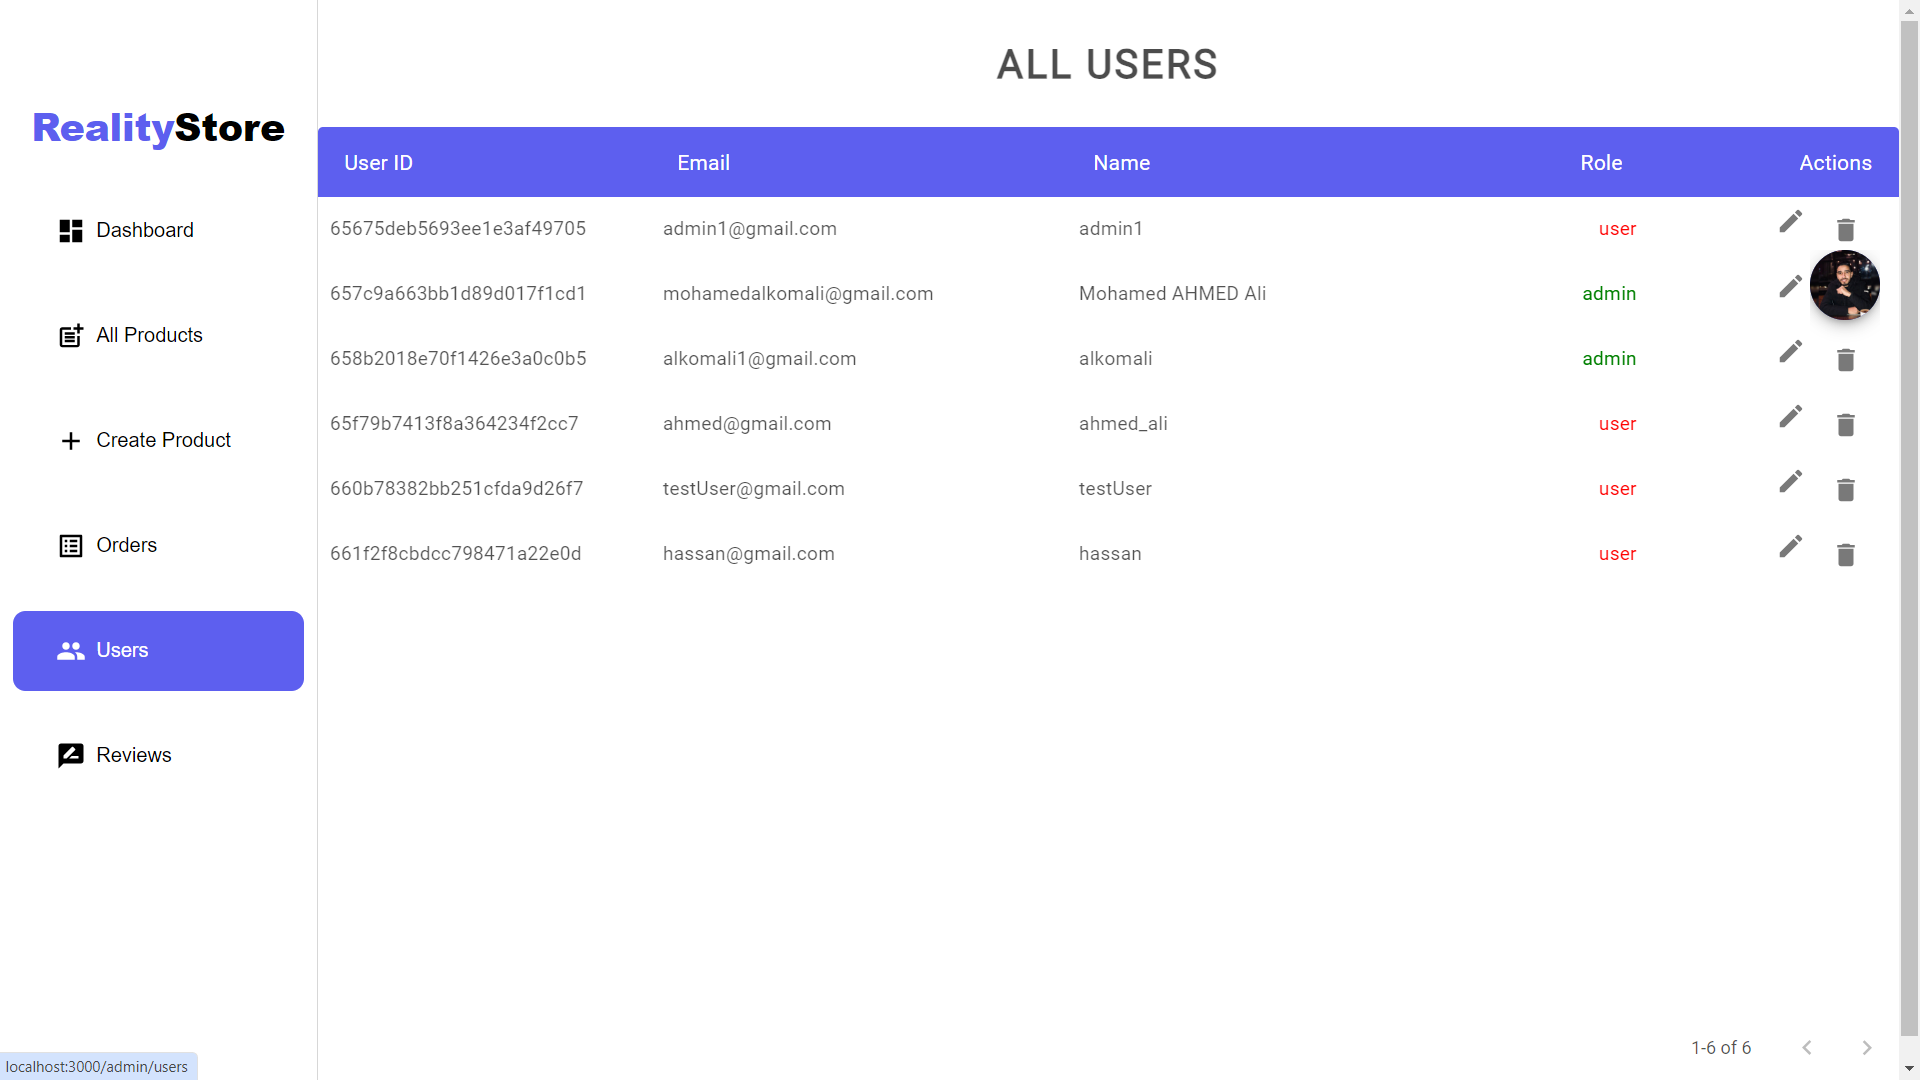 RealityStore
Dashboard
All Products
Create Product
Orders
Users
Reviews
ALL USERS
User ID Email Name Role Actions
65675deb5693ee1e3af49705 admin1@gmail.com admin1 user
657c9a663bb1d89d017f1cd1 mohamedalkomali@gmail.com Mohamed AHMED Ali admin
658b2018e70f1426e3a0c0b5 alkomali1@gmail.com alkomali admin
65f79b7413f8a364234f2cc7 ahmed@gmail.com ahmed_ali user
660b78382bb251cfda9d26f7 testUser@gmail.com testUser user
661f2f8cbdcc798471a22e0d hassan@gmail.com hassan user
1-6 of 6
localhost:3000/admin/users